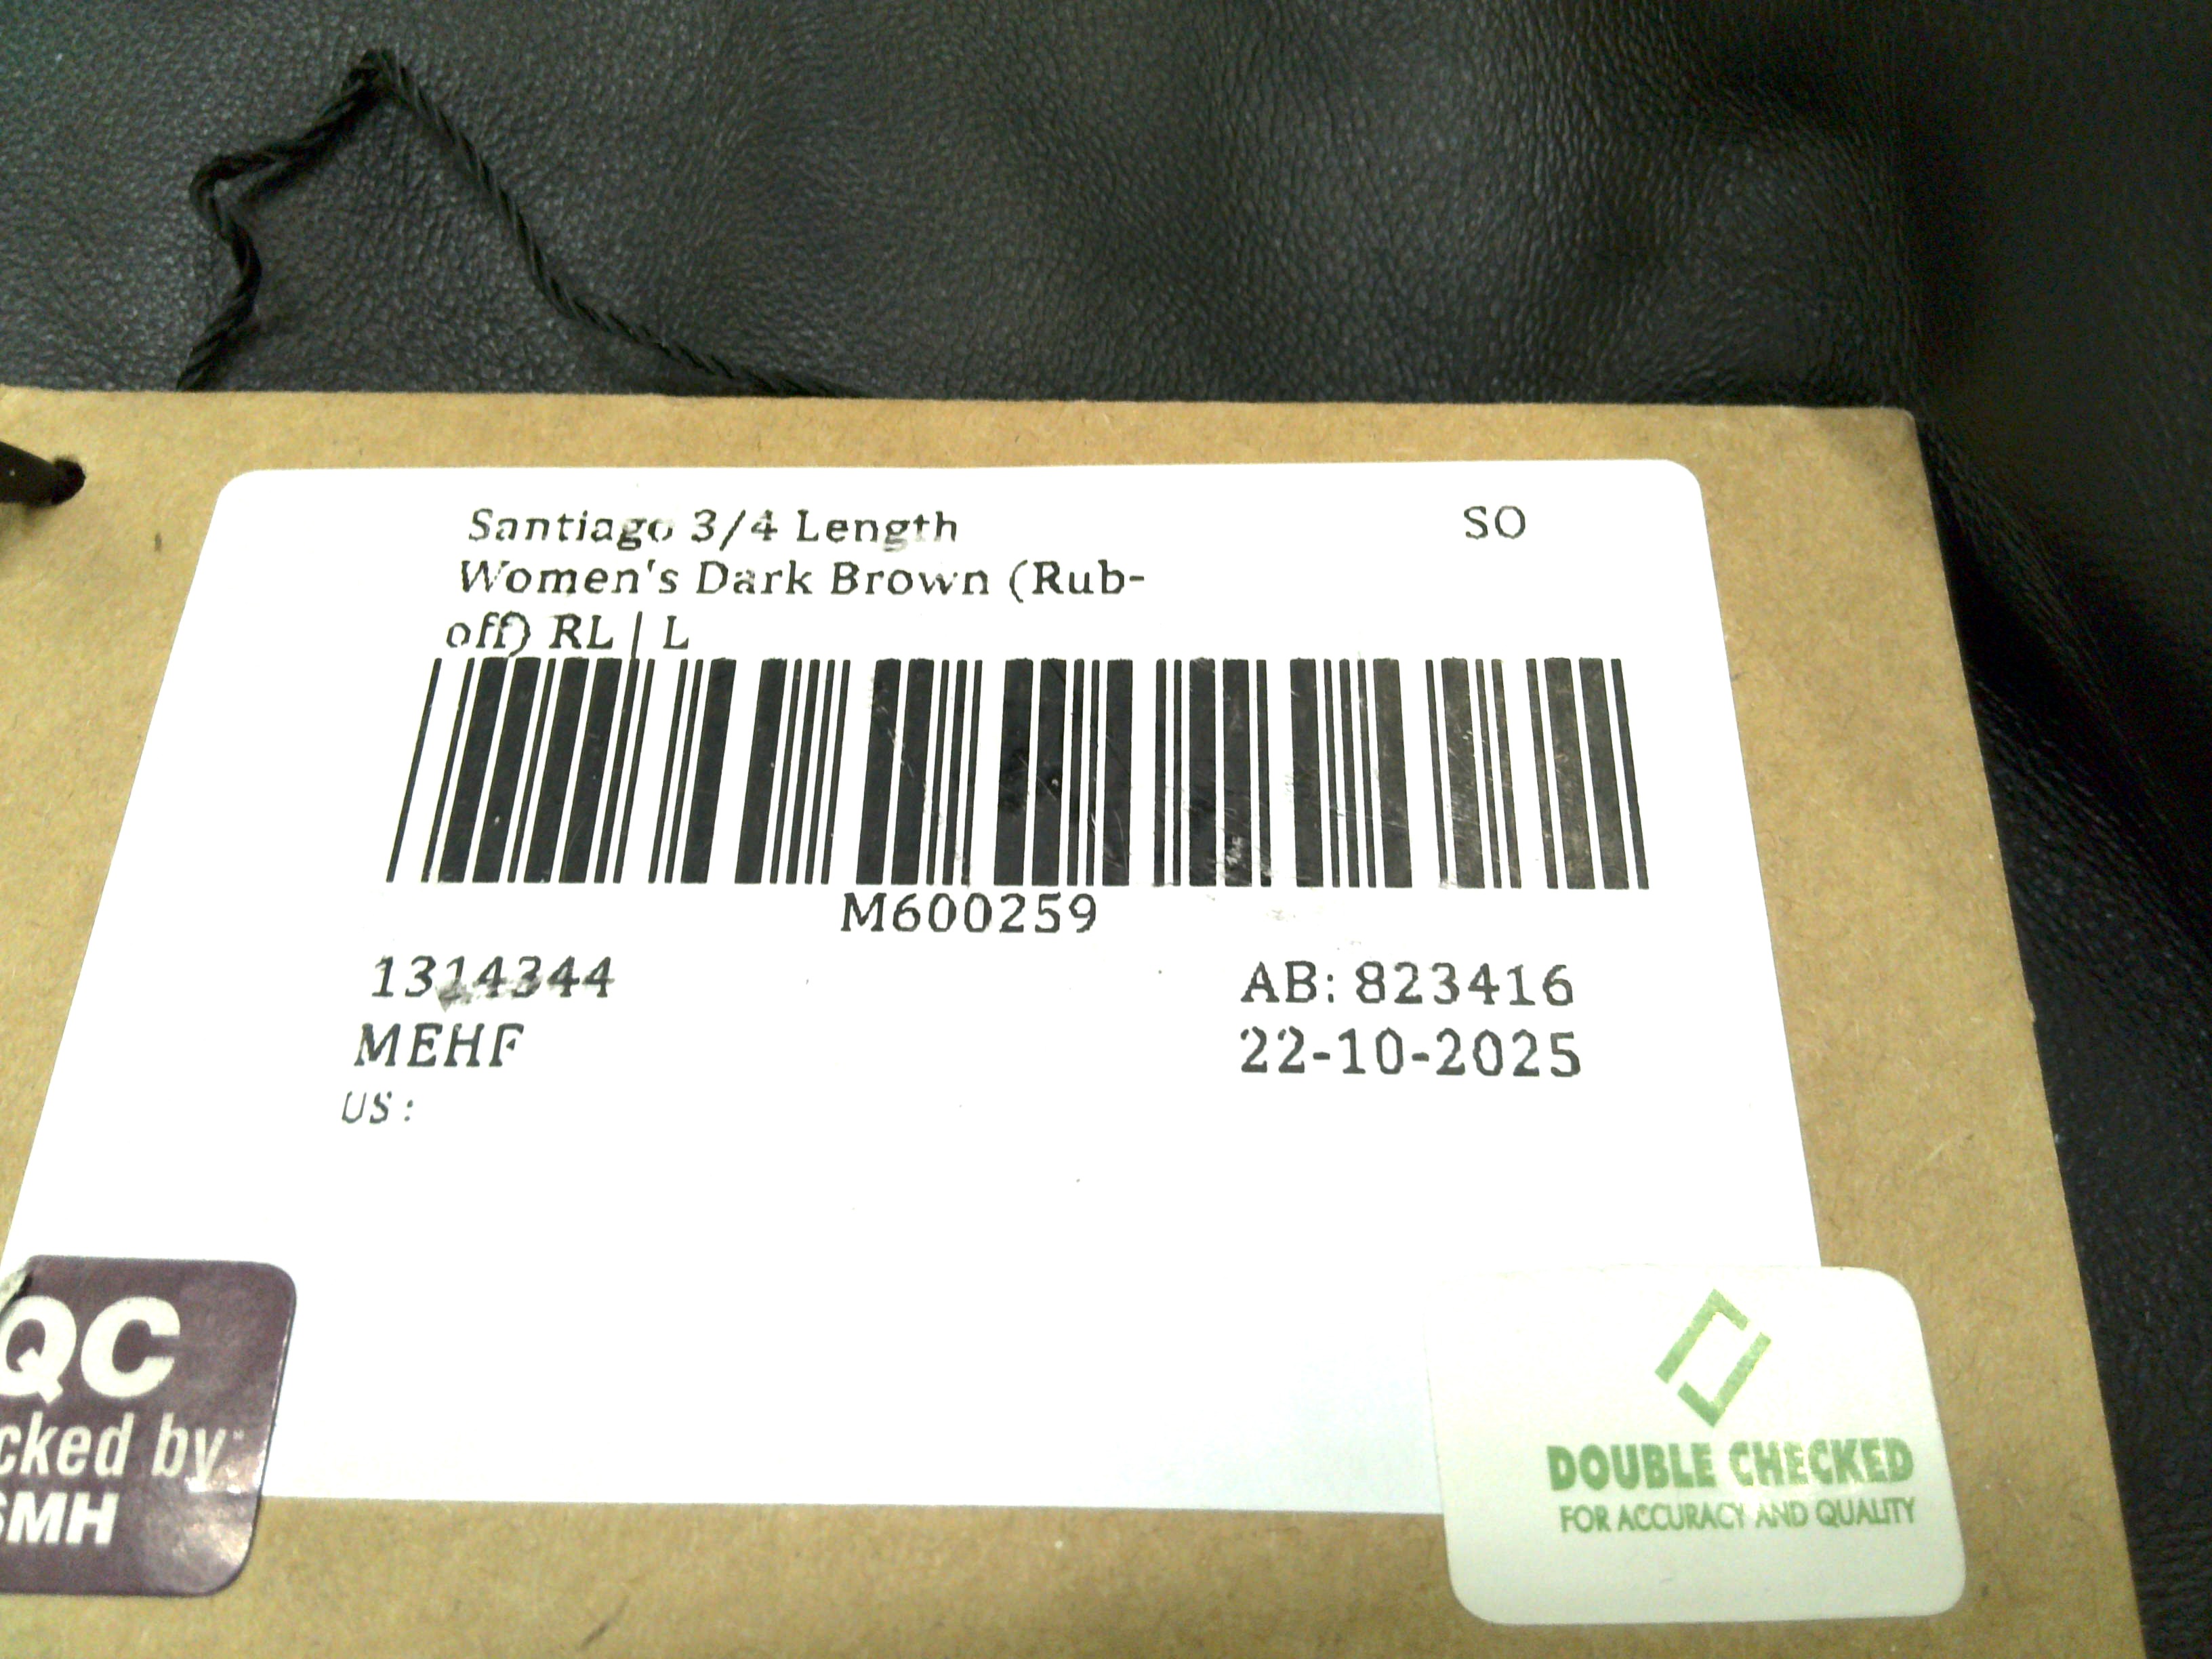 Santiago 3/4 Length SO
Women's Dark Brown (Rub-
off) RL | L
M600259
1314344 AB: 823416
MEHF 22-10-2025
US:
QC
cked by
SMH
DOUBLE CHECKED
FOR ACCURACY AND QUALITY